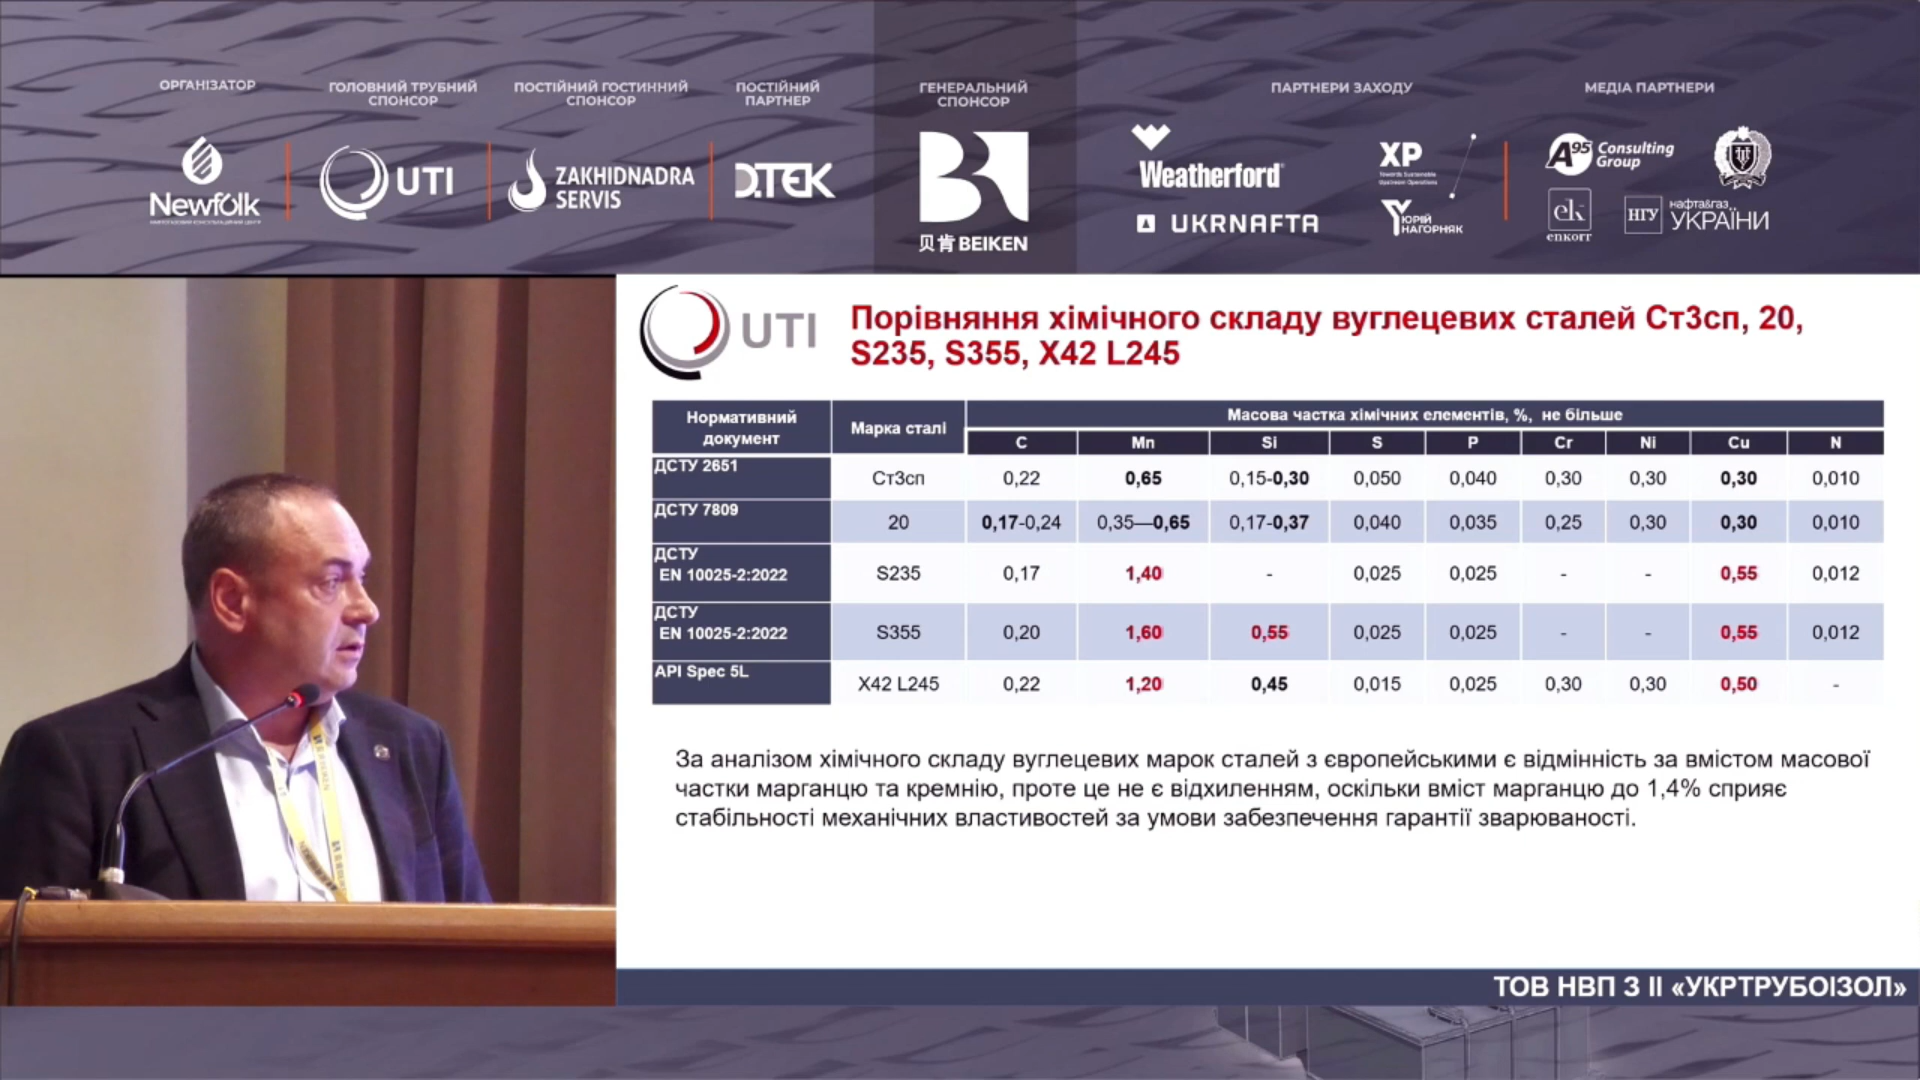 ОРГАНІЗАТОР
ГОЛОВНИЙ ТРУБНИЙ
СПОНСОР
ПОСТІЙНИЙ ГОСТИННИЙ
СПОНСОР
ПОСТІЙНИЙ
ПАРТНЕР
ГЕНЕРАЛЬНИЙ
СПОНСОР
ПАРТНЕРИ ЗАХОДУ
МЕДІА ПАРТНЕРИ
Newfolk
UTI
ZAKHIDNADRA
SERVIS
D.TEK
贝肯 BEIKEN
Weatherford
UKRNAFTA
XP
Towards Sustainable
Upstream Operations
ЮРІЙ
НАГОРНЯК
A95 Consulting
Group
ek
enkorr
НГУ
нафта&газ
УКРАЇНИ
UTI
Порівняння хімічного складу вуглецевих сталей Ст3сп, 20,
S235, S355, X42 L245
Нормативний
документ
Марка сталі
Масова частка хімічних елементів, %, не більше
C Mn Si S P Cr Ni Cu N
ДСТУ 2651 Ст3сп 0,22 0,65 0,15-0,30 0,050 0,040 0,30 0,30 0,30 0,010
ДСТУ 7809 20 0,17-0,24 0,35—0,65 0,17-0,37 0,040 0,035 0,25 0,30 0,30 0,010
ДСТУ
EN 10025-2:2022 S235 0,17 1,40 - 0,025 0,025 - - 0,55 0,012
ДСТУ
EN 10025-2:2022 S355 0,20 1,60 0,55 0,025 0,025 - - 0,55 0,012
API Spec 5L X42 L245 0,22 1,20 0,45 0,015 0,025 0,30 0,30 0,50 -
За аналізом хімічного складу вуглецевих марок сталей з європейськими є відмінність за вмістом масової
частки марганцю та кремнію, проте це не є відхиленням, оскільки вміст марганцю до 1,4% сприяє
стабільності механічних властивостей за умови забезпечення гарантії зварюваності.
ТОВ НВП З ІІ «УКРТРУБОІЗОЛ»